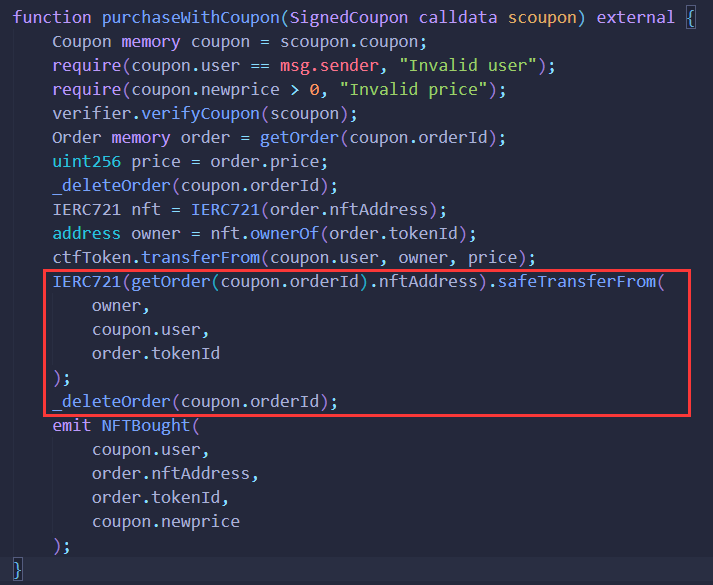 function purchaseWithCoupon(SignedCoupon calldata scoupon) external {
    Coupon memory coupon = scoupon.coupon;
    require(coupon.user == msg.sender, "Invalid user");
    require(coupon.newprice > 0, "Invalid price");
    verifier.verifyCoupon(scoupon);
    Order memory order = getOrder(coupon.orderId);
    uint256 price = order.price;
    _deleteOrder(coupon.orderId);
    IERC721 nft = IERC721(order.nftAddress);
    address owner = nft.ownerOf(order.tokenId);
    ctfToken.transferFrom(coupon.user, owner, price);
    IERC721(getOrder(coupon.orderId).nftAddress).safeTransferFrom(
        owner,
        coupon.user,
        order.tokenId
    );
    _deleteOrder(coupon.orderId);
    emit NFTBought(
        coupon.user,
        order.nftAddress,
        order.tokenId,
        coupon.newprice
    );
}